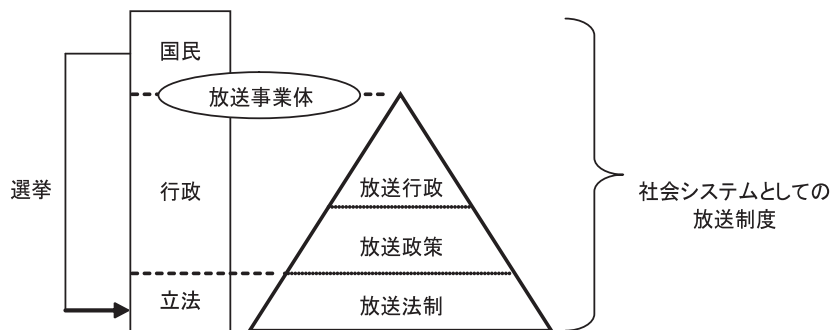 国民
放送事業体
選挙
行政
放送行政
社会システムとしての
放送制度
放送政策
立法
放送法制